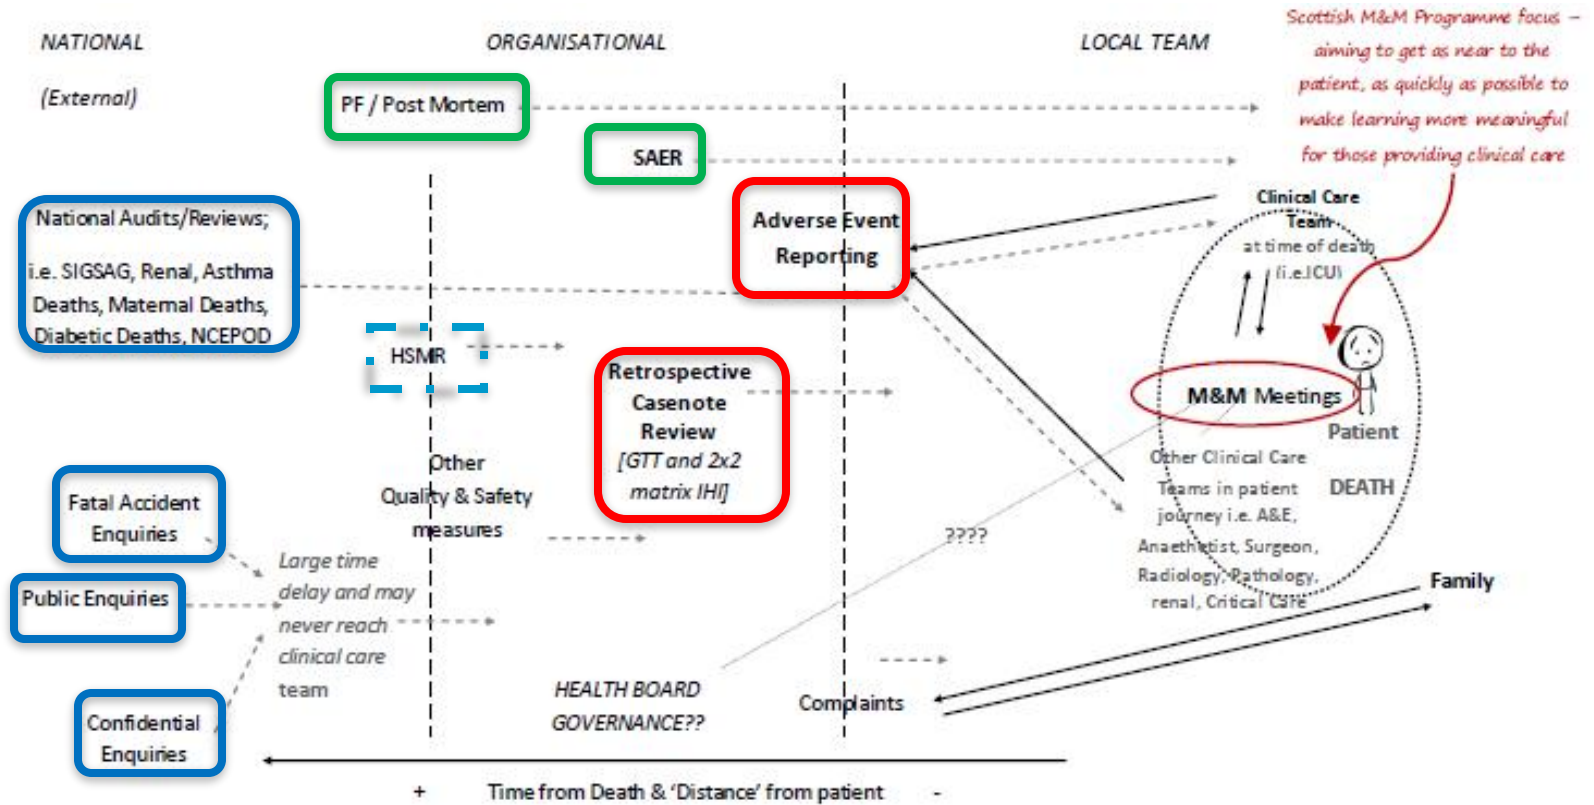 NATIONAL
(External)
ORGANISATIONAL
LOCAL TEAM
Scottish M&M Programme focus –
aiming to get as near to the
patient, as quickly as possible to
make learning more meaningful
for those providing clinical care
PF / Post Mortem
SAER
National Audits/Reviews;
i.e. SIGSAG, Renal, Asthma
Deaths, Maternal Deaths,
Diabetic Deaths, NCEPOD
Adverse Event
Reporting
Clinical Care
Team
at time of death
(i.e.ICU)
HSMR
Retrospective
Casenote
Review
[GTT and 2x2
matrix IHI]
M&M Meetings
Patient
DEATH
Other Clinical Care
Teams in patient
journey i.e. A&E,
Anaethetist, Surgeon,
Radiology, Pathology,
renal, Critical Care
Other
Quality & Safety
measures
Fatal Accident
Enquiries
Public Enquiries
Confidential
Enquiries
Large time
delay and may
never reach
clinical care
team
????
Family
HEALTH BOARD
GOVERNANCE??
Complaints
+ Time from Death & ‘Distance’ from patient -